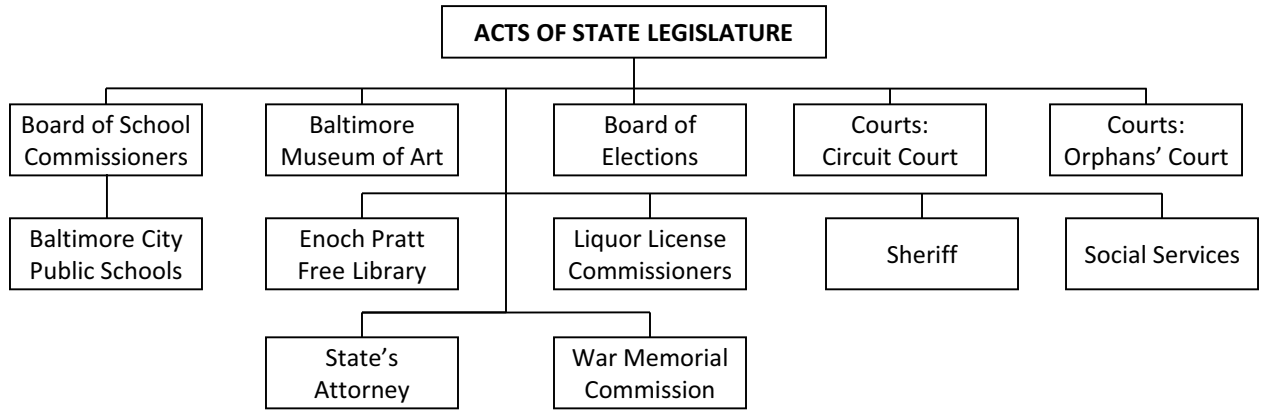 ACTS OF STATE LEGISLATURE
Board of School
Commissioners
Baltimore
Museum of Art
Board of
Elections
Courts:
Circuit Court
Courts:
Orphans’ Court
Baltimore City
Public Schools
Enoch Pratt
Free Library
Liquor License
Commissioners
Sheriff
Social Services
State’s
Attorney
War Memorial
Commission